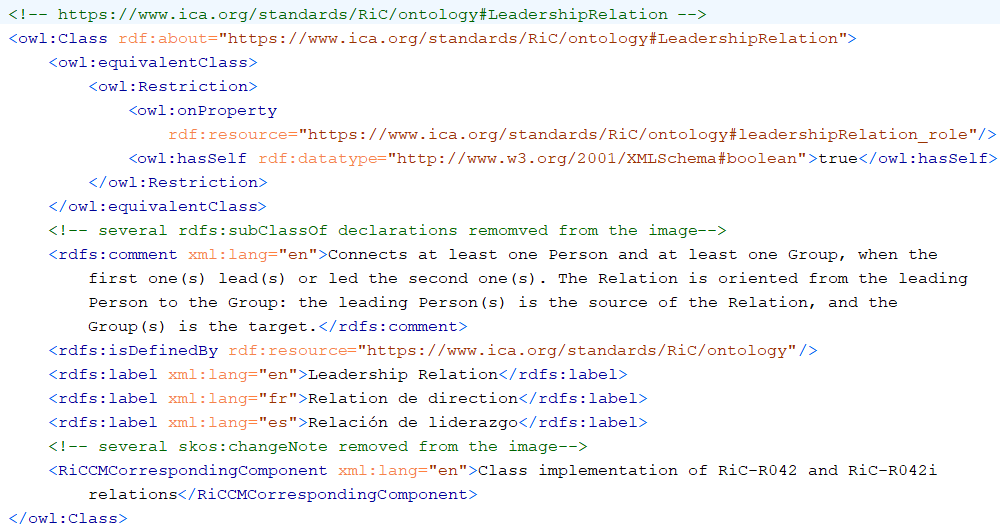 <!-- https://www.ica.org/standards/RiC/ontology#LeadershipRelation -->
<owl:Class rdf:about="https://www.ica.org/standards/RiC/ontology#LeadershipRelation">
<owl:equivalentClass>
<owl:Restriction>
<owl:onProperty
rdf:resource="https://www.ica.org/standards/RiC/ontology#leadershipRelation_role"/>
<owl:hasSelf rdf:datatype="http://www.w3.org/2001/XMLSchema#boolean">true</owl:hasSelf>
</owl:Restriction>
</owl:equivalentClass>
<!-- several rdfs:subClassOf declarations remomved from the image-->
<rdfs:comment xml:lang="en">Connects at least one Person and at least one Group, when the
first one(s) lead(s) or led the second one(s). The Relation is oriented from the leading
Person to the Group: the leading Person(s) is the source of the Relation, and the
Group(s) is the target.</rdfs:comment>
<rdfs:isDefinedBy rdf:resource="https://www.ica.org/standards/RiC/ontology"/>
<rdfs:label xml:lang="en">Leadership Relation</rdfs:label>
<rdfs:label xml:lang="fr">Relation de direction</rdfs:label>
<rdfs:label xml:lang="es">Relación de liderazgo</rdfs:label>
<!-- several skos:changeNote removed from the image-->
<RiCCMCorrespondingComponent xml:lang="en">Class implementation of RiC-R042 and RiC-R042i
relations</RiCCMCorrespondingComponent>
</owl:Class>